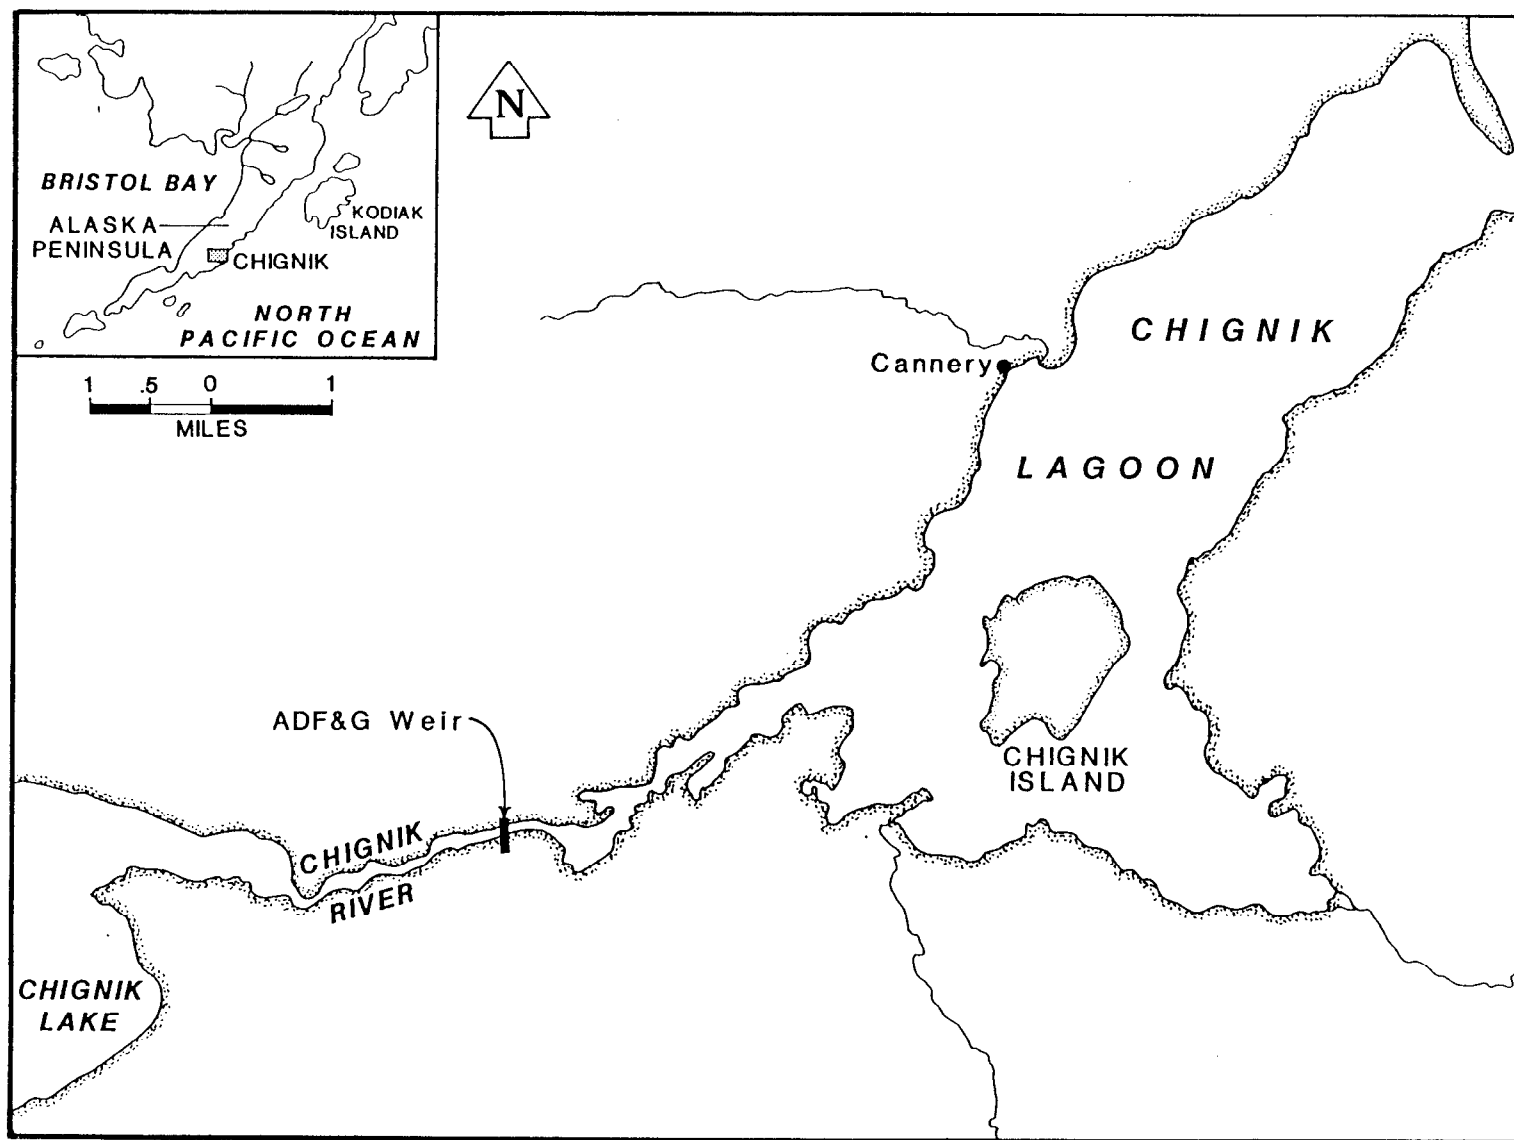 N
BRISTOL BAY
ALASKA
PENINSULA
KODIAK
ISLAND
CHIGNIK
NORTH
PACIFIC OCEAN
1 .5 0 1
MILES
CHIGNIK
Cannery
LAGOON
ADF&G Weir
CHIGNIK
ISLAND
CHIGNIK
RIVER
CHIGNIK
LAKE